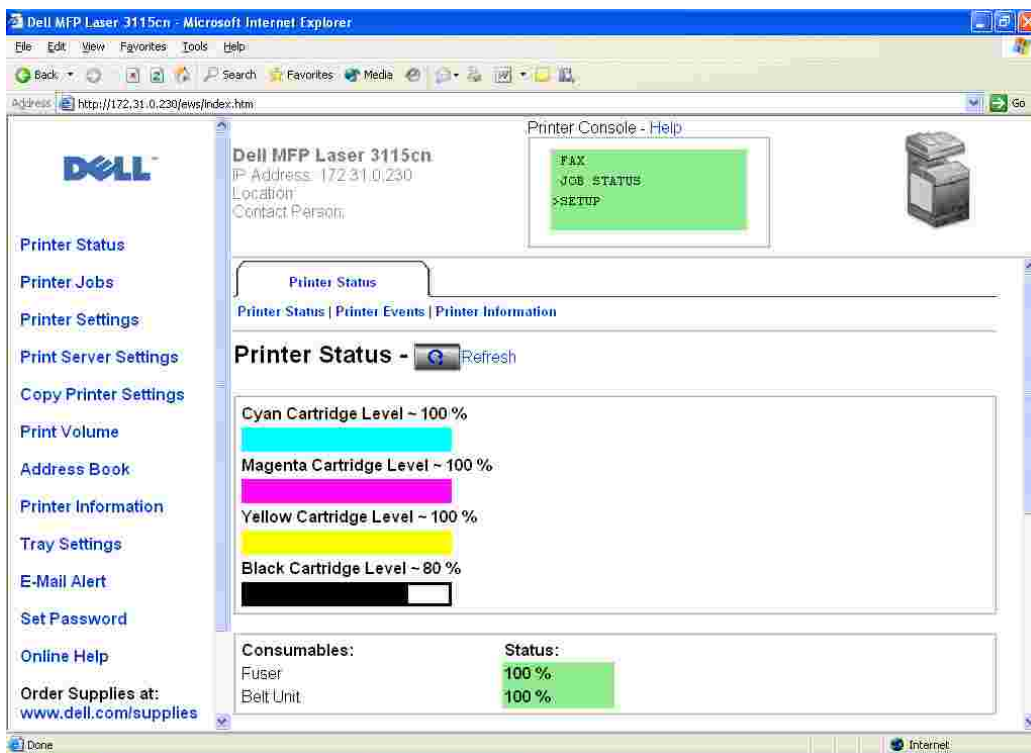 Dell MFP Laser 3115cn - Microsoft Internet Explorer
File Edit View Favorites Tools Help
Back Search Favorites Media
Address http://172.31.0.230/ews/index.htm Go
DELL
Dell MFP Laser 3115cn
IP Address: 172.31.0.230
Location:
Contact Person:
Printer Console - Help
FAX
JOB STATUS
>SETUP
Printer Status
Printer Jobs
Printer Settings
Print Server Settings
Copy Printer Settings
Print Volume
Address Book
Printer Information
Tray Settings
E-Mail Alert
Set Password
Online Help
Order Supplies at:
www.dell.com/supplies
Printer Status
Printer Status | Printer Events | Printer Information
Printer Status - Refresh
Cyan Cartridge Level ~ 100 %
Magenta Cartridge Level ~ 100 %
Yellow Cartridge Level ~ 100 %
Black Cartridge Level ~ 80 %
Consumables: Status:
Fuser 100 %
Belt Unit 100 %
Done Internet